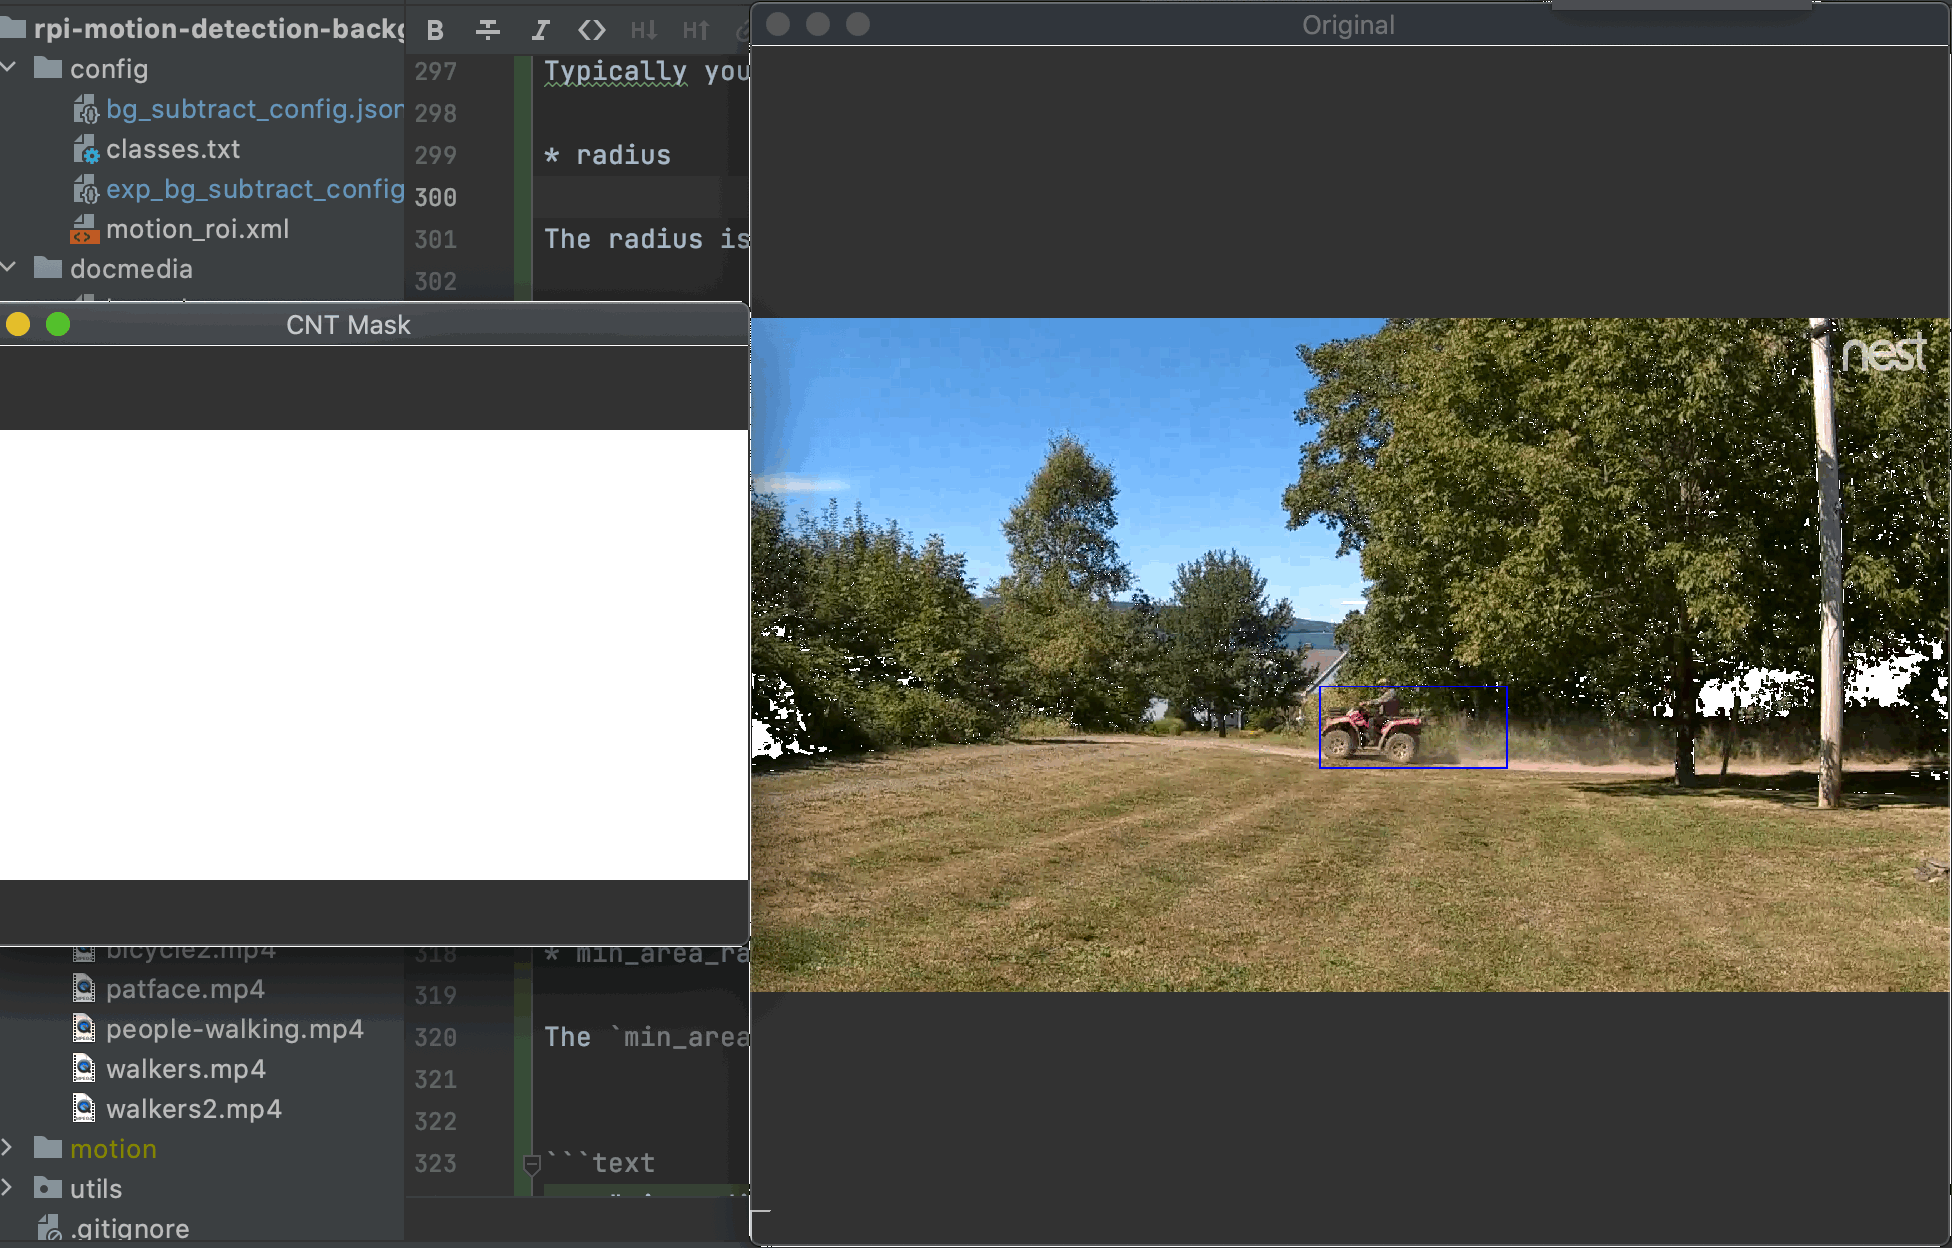 rpi-motion-detection-backg
config
bg_subtract_config.json
classes.txt
exp_bg_subtract_config
motion_roi.xml
docmedia
B I <> H↓ H↑
297 Typically you
298
299 * radius
300
301 The radius is
302
CNT Mask
Original
nest
bicycle2.mp4
patface.mp4
people-walking.mp4
walkers.mp4
walkers2.mp4
motion
utils
.gitignore
318 * min_area_ra
319
320 The `min_area
321
322
323 ```text